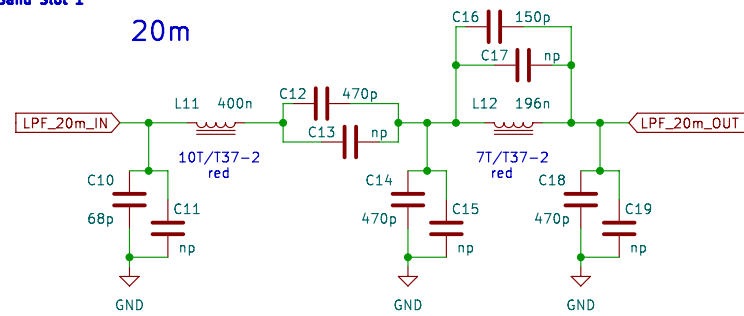 Band Slot 1
20m
C16 150p
C17 np
L11 400n
C12 470p
L12 196n
LPF_20m_IN
C13 np
LPF_20m_OUT
10T/T37-2
red
7T/T37-2
red
C10
68p
C11
np
C14
470p
C15
np
C18
470p
C19
np
GND
GND
GND